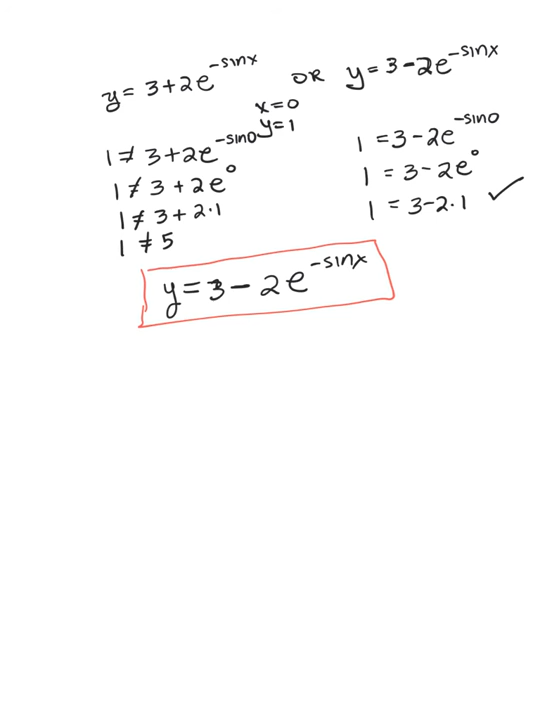 y = 3 + 2e^{-sinx} OR y = 3 - 2e^{-sinx}
x = 0
y = 1
1 ≠ 3 + 2e^{-sin0}
1 ≠ 3 + 2e^{0}
1 ≠ 3 + 2·1
1 ≠ 5
1 = 3 - 2e^{-sin0}
1 = 3 - 2e^{0}
1 = 3 - 2·1 ✓
y = 3 - 2e^{-sinx}